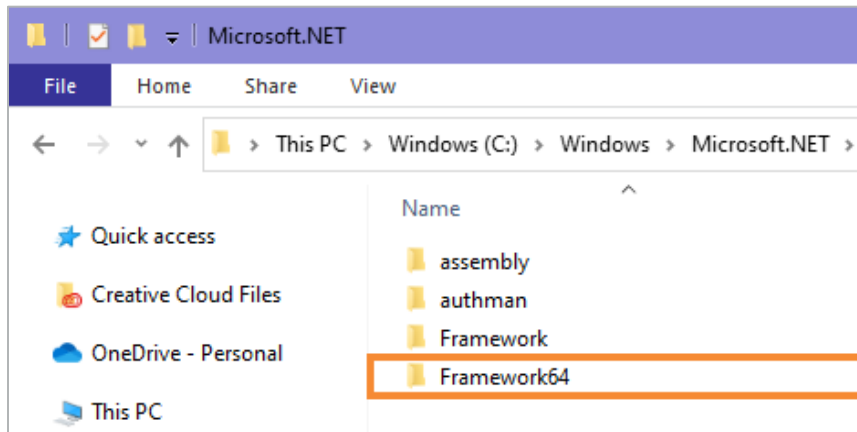 Microsoft.NET
File Home Share View
This PC > Windows (C:) > Windows > Microsoft.NET >
Name
Quick access
assembly
Creative Cloud Files
authman
Framework
OneDrive - Personal
Framework64
This PC